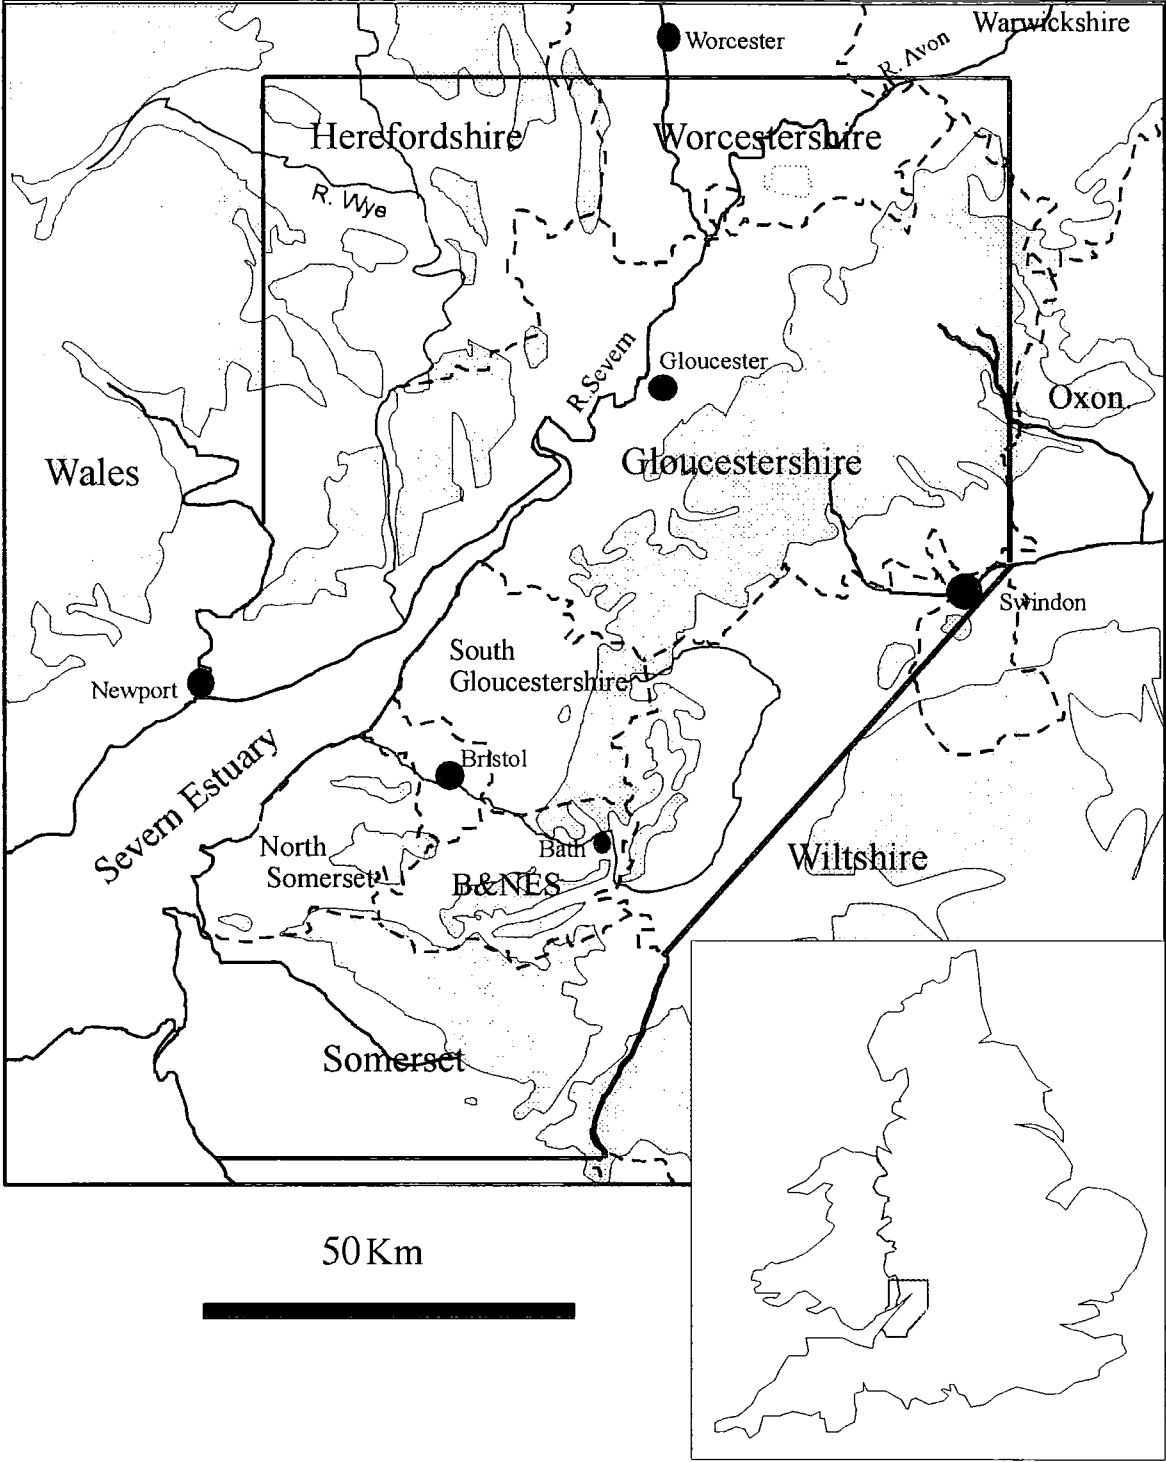 Warwickshire
Worcester
R. Avon
Herefordshire
Worcestershire
R. Wye
R.Severn
Gloucester
Oxon.
Wales
Gloucestershire
Swindon
South
Gloucestershire
Newport
Severn Estuary
Bristol
North
Somerset
Bath
B&NES
Wiltshire
Somerset
50 Km